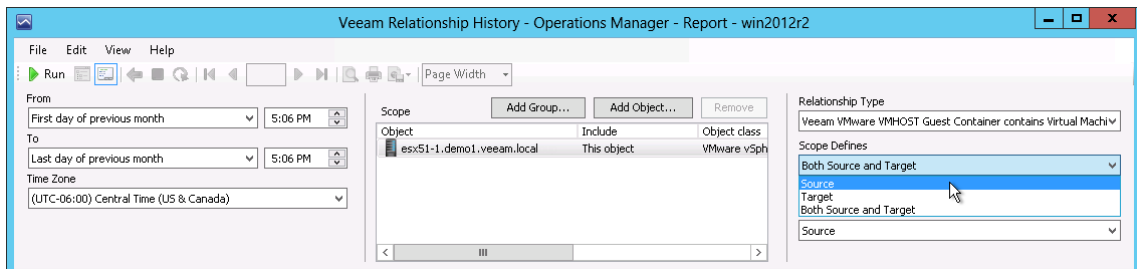 Veeam Relationship History - Operations Manager - Report - win2012r2
File Edit View Help
Run Page Width
From
First day of previous month 5:06 PM
To
Last day of previous month 5:06 PM
Time Zone
(UTC-06:00) Central Time (US & Canada)
Scope Add Group... Add Object... Remove
Object Include Object class
esx51-1.demo1.veeam.local This object VMware vSph
Relationship Type
Veeam VMware VMHOST Guest Container contains Virtual Machi
Scope Defines
Both Source and Target
Source
Target
Both Source and Target
Source